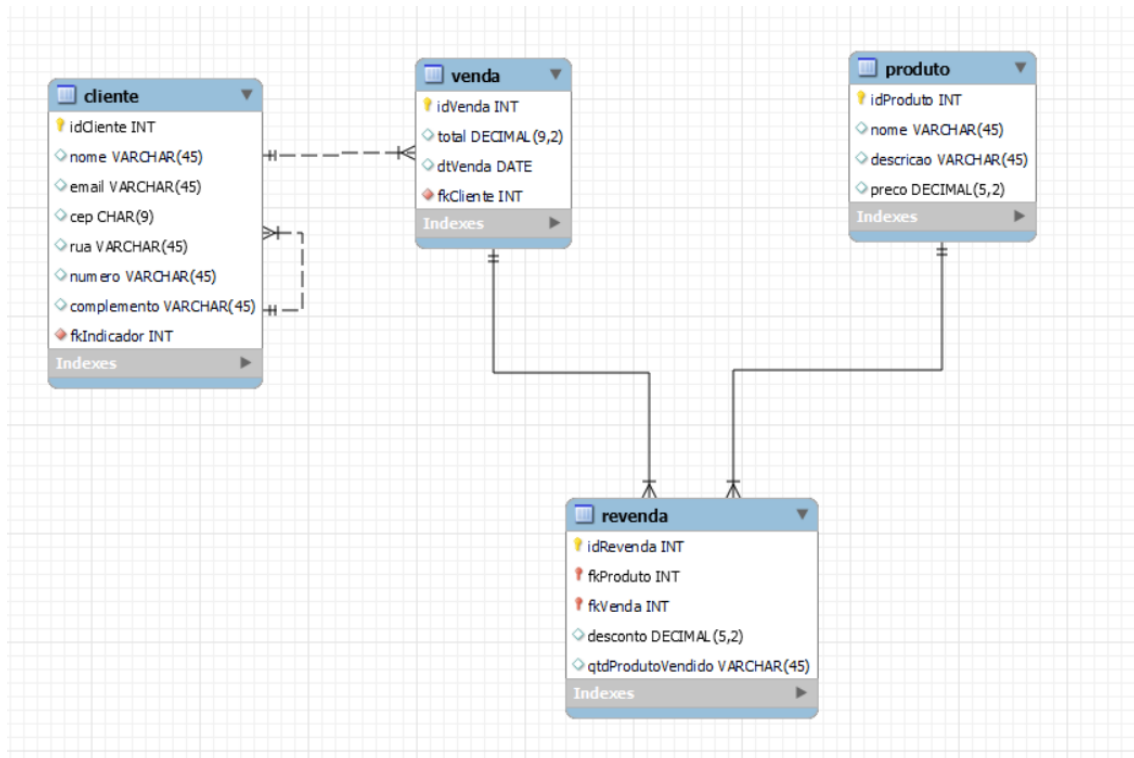 cliente
idCliente INT
nome VARCHAR(45)
email VARCHAR(45)
cep CHAR(9)
rua VARCHAR(45)
numero VARCHAR(45)
complemento VARCHAR(45)
fkIndicador INT
Indexes
venda
idVenda INT
total DECIMAL(9,2)
dtVenda DATE
fkCliente INT
Indexes
produto
idProduto INT
nome VARCHAR(45)
descricao VARCHAR(45)
preco DECIMAL(5,2)
Indexes
revenda
idRevenda INT
fkProduto INT
fkVenda INT
desconto DECIMAL(5,2)
qtdProdutoVendido VARCHAR(45)
Indexes